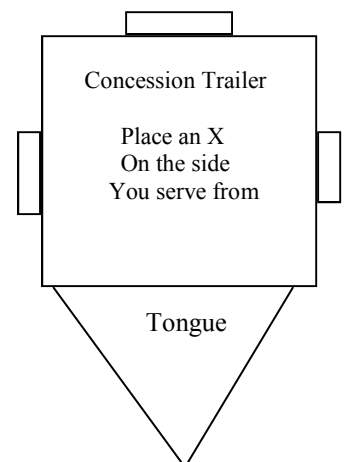 Concession Trailer
Place an X
On the side
You serve from
Tongue